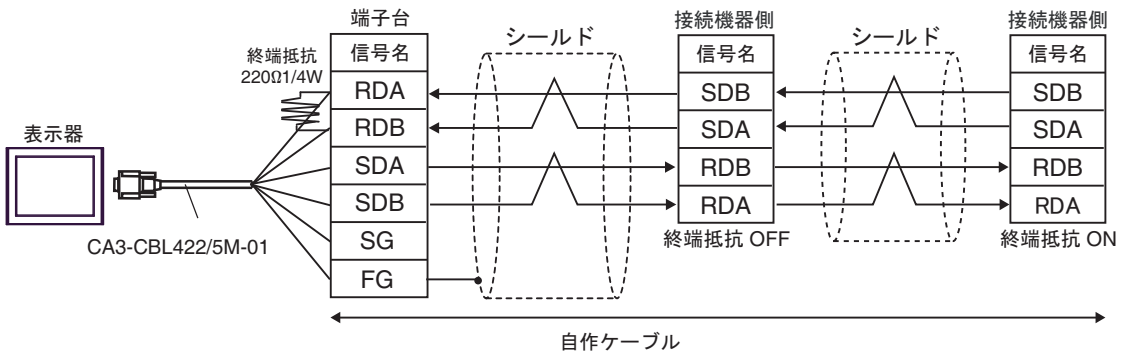 表示器
CA3-CBL422/5M-01
終端抵抗
220Ω1/4W
端子台
信号名
RDA
RDB
SDA
SDB
SG
FG
シールド
接続機器側
信号名
SDB
SDA
RDB
RDA
終端抵抗 OFF
シールド
接続機器側
信号名
SDB
SDA
RDB
RDA
終端抵抗 ON
自作ケーブル